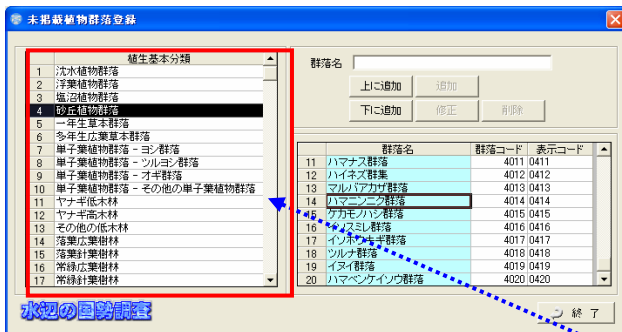 未掲載植物群落登録
植生基本分類
1 沈水植物群落
2 浮葉植物群落
3 塩沼植物群落
4 砂丘植物群落
5 一年生草本群落
6 多年生広葉草本群落
7 単子葉植物群落 - ヨシ群落
8 単子葉植物群落 - ツルヨシ群落
9 単子葉植物群落 - オギ群落
10 単子葉植物群落 - その他の単子葉植物群落
11 ヤナギ低木林
12 ヤナギ高木林
13 その他の低木林
14 落葉広葉樹林
15 落葉針葉樹林
16 常緑広葉樹林
17 常緑針葉樹林
群落名
上に追加 追加
下に追加 修正 削除
群落名 群落コード 表示コード
11 ハマナス群落 4011 0411
12 ハイネズ群集 4012 0412
13 マルバアカザ群落 4013 0413
14 ハマニンニク群落 4014 0414
15 ケカモノハシ群落 4015 0415
16 イソスミレ群落 4016 0416
17 イソホウキギ群落 4017 0417
18 ツルナ群落 4018 0418
19 イヌイ群落 4019 0419
20 ハマベンケイソウ群落 4020 0420
水辺の国勢調査
終 了